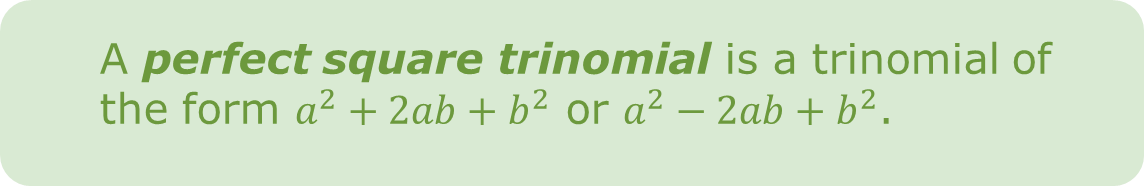 A perfect square trinomial is a trinomial of
the form 𝑎² + 2𝑎𝑏 + 𝑏² or 𝑎² − 2𝑎𝑏 + 𝑏².